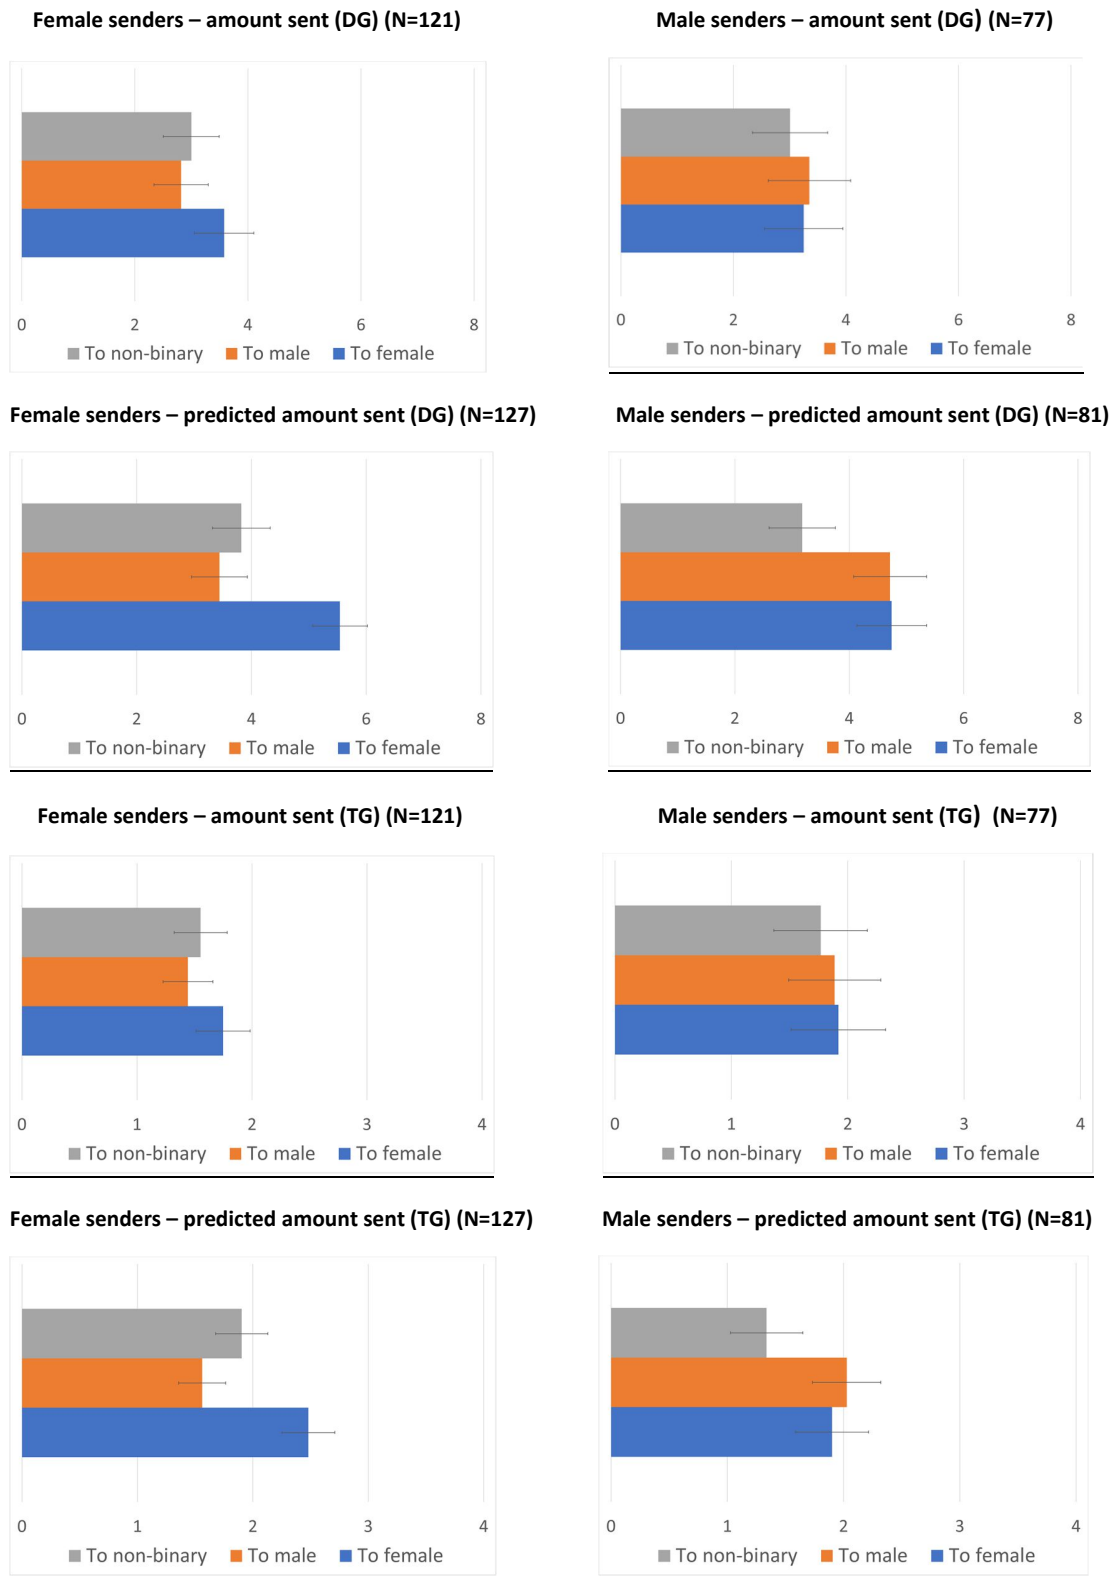 Female senders – amount sent (DG) (N=121)
0 2 4 6 8
To non-binary To male To female
Male senders – amount sent (DG) (N=77)
0 2 4 6 8
To non-binary To male To female
Female senders – predicted amount sent (DG) (N=127)
0 2 4 6 8
To non-binary To male To female
Male senders – predicted amount sent (DG) (N=81)
0 2 4 6 8
To non-binary To male To female
Female senders – amount sent (TG) (N=121)
0 1 2 3 4
To non-binary To male To female
Male senders – amount sent (TG) (N=77)
0 1 2 3 4
To non-binary To male To female
Female senders – predicted amount sent (TG) (N=127)
0 1 2 3 4
To non-binary To male To female
Male senders – predicted amount sent (TG) (N=81)
0 1 2 3 4
To non-binary To male To female